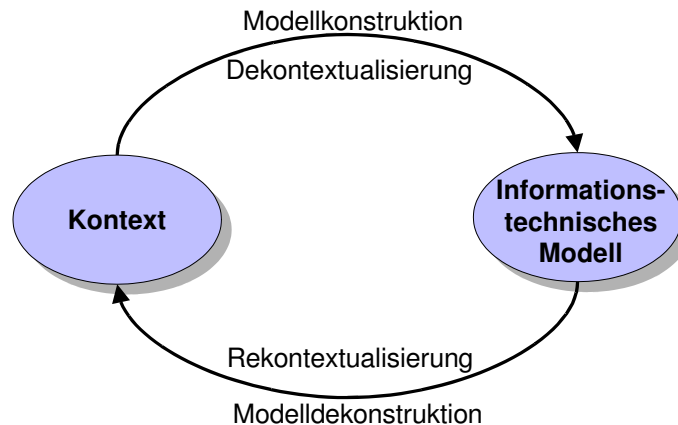 Modellkonstruktion
Dekontextualisierung
Kontext
Informations-
technisches
Modell
Rekontextualisierung
Modelldekonstruktion